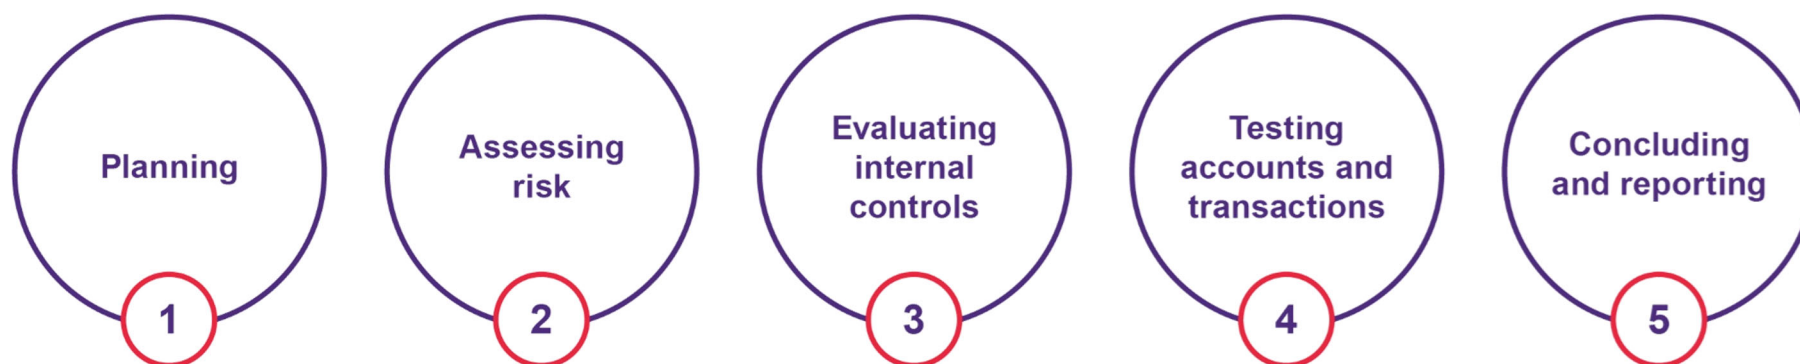 Planning
1
Assessing
risk
2
Evaluating
internal
controls
3
Testing
accounts and
transactions
4
Concluding
and reporting
5